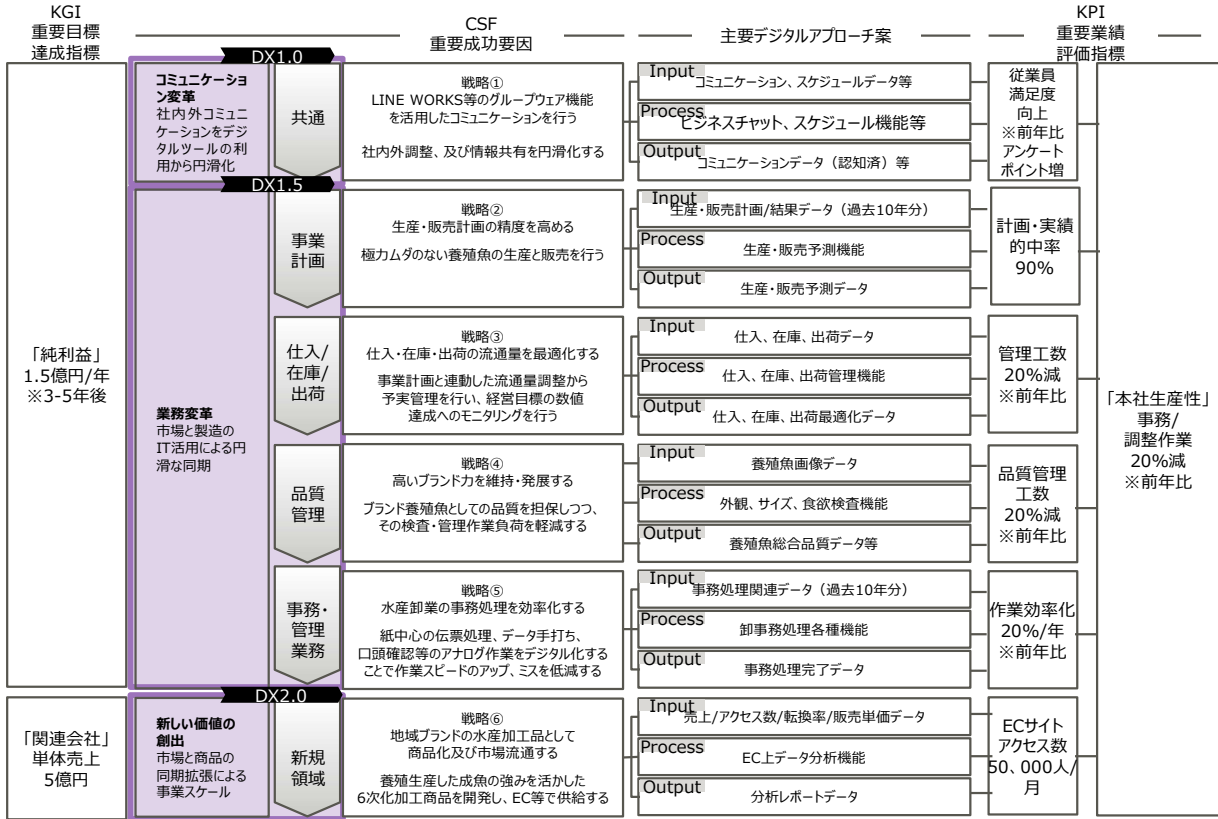 KGI
重要目標
達成指標
CSF
重要成功要因
主要デジタルアプローチ案
KPI
重要業績
評価指標
「純利益」
1.5億円/年
※3-5年後
DX1.0
コミュニケーショ
ン変革
社内外コミュニ
ケーションをデジ
タルツールの利
用から円滑化
共通
戦略①
LINE WORKS等のグループウェア機能
を活用したコミュニケーションを行う
社内外調整、及び情報共有を円滑化する
Input
コミュニケーション、スケジュールデータ等
Process
ビジネスチャット、スケジュール機能等
Output
コミュニケーションデータ（認知済）等
従業員
満足度
向上
※前年比
アンケート
ポイント増
DX1.5
業務変革
市場と製造の
IT活用による円
滑な同期
事業
計画
戦略②
生産・販売計画の精度を高める
極力ムダのない養殖魚の生産と販売を行う
Input
生産・販売計画/結果データ（過去10年分）
Process
生産・販売予測機能
Output
生産・販売予測データ
計画・実績
的中率
90%
仕入/
在庫/
出荷
戦略③
仕入・在庫・出荷の流通量を最適化する
事業計画と連動した流通量調整から
予実管理を行い、経営目標の数値
達成へのモニタリングを行う
Input
仕入、在庫、出荷データ
Process
仕入、在庫、出荷管理機能
Output
仕入、在庫、出荷最適化データ
管理工数
20%減
※前年比
品質
管理
戦略④
高いブランド力を維持・発展する
ブランド養殖魚としての品質を担保しつつ、
その検査・管理作業負荷を軽減する
Input
養殖魚画像データ
Process
外観、サイズ、食欲検査機能
Output
養殖魚総合品質データ等
品質管理
工数
20%減
※前年比
事務・
管理
業務
戦略⑤
水産卸業の事務処理を効率化する
紙中心の伝票処理、データ手打ち、
口頭確認等のアナログ作業をデジタル化する
ことで作業スピードのアップ、ミスを低減する
Input
事務処理関連データ（過去10年分）
Process
卸事務処理各種機能
Output
事務処理完了データ
作業効率化
20%/年
※前年比
「本社生産性」
事務/
調整作業
20%減
※前年比
「関連会社」
単体売上
5億円
DX2.0
新しい価値の
創出
市場と商品の
同期拡張による
事業スケール
新規
領域
戦略⑥
地域ブランドの水産加工品として
商品化及び市場流通する
養殖生産した成魚の強みを活かした
6次化加工商品を開発し、EC等で供給する
Input
売上/アクセス数/転換率/販売単価データ
Process
EC上データ分析機能
Output
分析レポートデータ
ECサイト
アクセス数
50、000人/
月